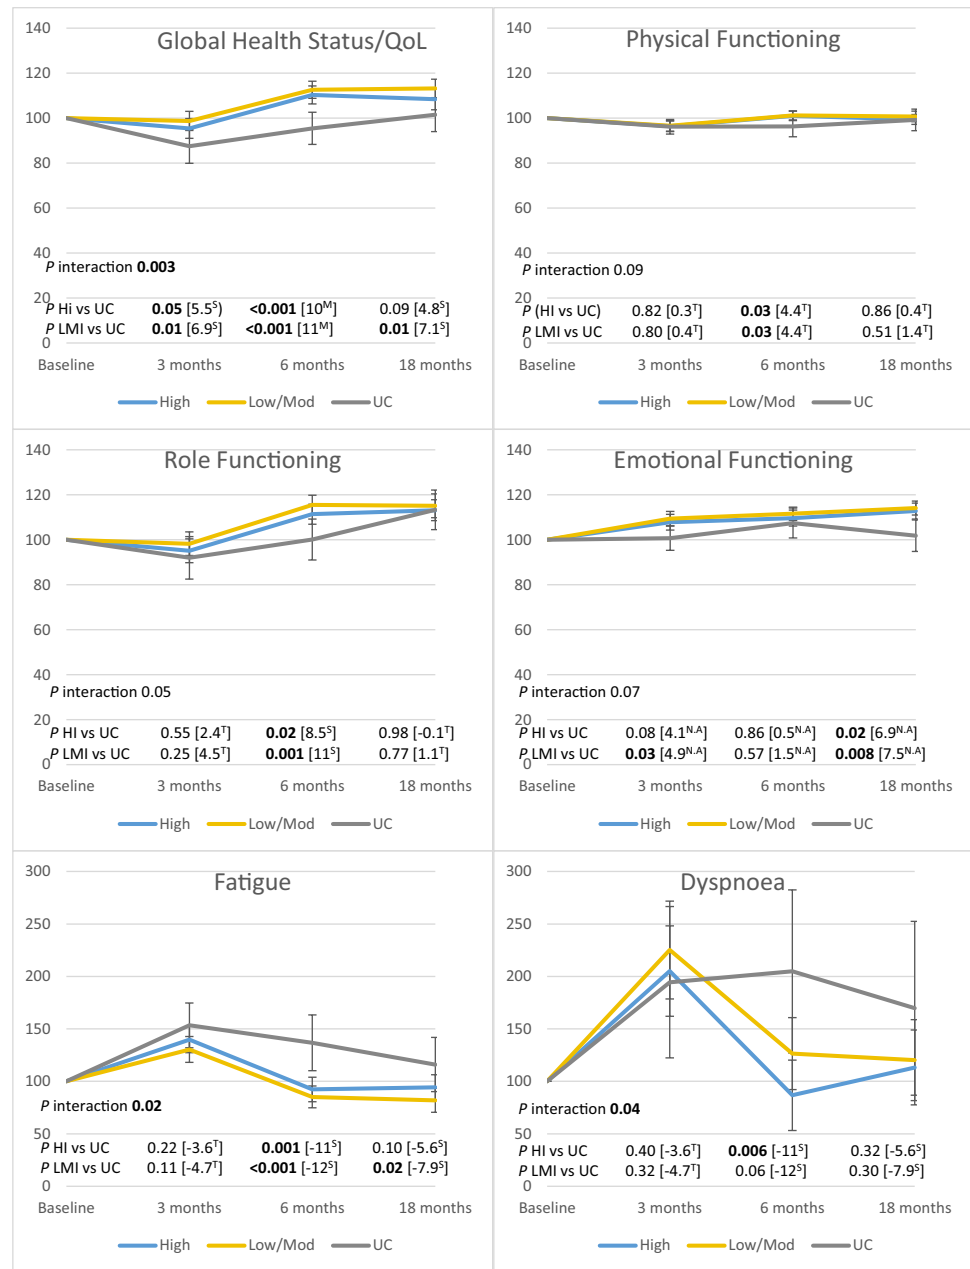 Global Health Status/QoL
140
120
100
80
60
40
20
0
P interaction 0.003
P Hi vs UC 0.05 [5.5S) <0.001 [10M] 0.09 [4.8S]
P LMI vs UC 0.01 [6.9S] <0.001 [11M] 0.01 [7.1S]
Baseline 3 months 6 months 18 months
High Low/Mod UC
Physical Functioning
140
120
100
80
60
40
20
0
P interaction 0.09
P (HI vs UC) 0.82 [0.3T] 0.03 [4.4T] 0.86 [0.4T]
P LMI vs UC 0.80 [0.4T] 0.03 [4.4T] 0.51 [1.4T]
Baseline 3 months 6 months 18 months
High Low/Mod UC
Role Functioning
140
120
100
80
60
40
20
0
P interaction 0.05
P HI vs UC 0.55 [2.4T] 0.02 [8.5S] 0.98 [-0.1T]
P LMI vs UC 0.25 [4.5T] 0.001 [11S] 0.77 [1.1T]
Baseline 3 months 6 months 18 months
High Low/Mod UC
Emotional Functioning
140
120
100
80
60
40
20
0
P interaction 0.07
P HI vs UC 0.08 [4.1N.A] 0.86 [0.5N.A] 0.02 [6.9N.A]
P LMI vs UC 0.03 [4.9N.A] 0.57 [1.5N.A] 0.008 [7.5N.A]
Baseline 3 months 6 months 18 months
High Low/Mod UC
Fatigue
300
250
200
150
100
50
0
P interaction 0.02
P HI vs UC 0.22 [-3.6T] 0.001 [-11S] 0.10 [-5.6S]
P LMI vs UC 0.11 [-4.7T] <0.001 [-12S] 0.02 [-7.9S]
Baseline 3 months 6 months 18 months
High Low/Mod UC
Dyspnoea
300
250
200
150
100
50
0
P interaction 0.04
P HI vs UC 0.40 [-3.6T] 0.006 [-11S] 0.32 [-5.6S]
P LMI vs UC 0.32 [-4.7T] 0.06 [-12S] 0.30 [-7.9S]
Baseline 3 months 6 months 18 months
High Low/Mod UC